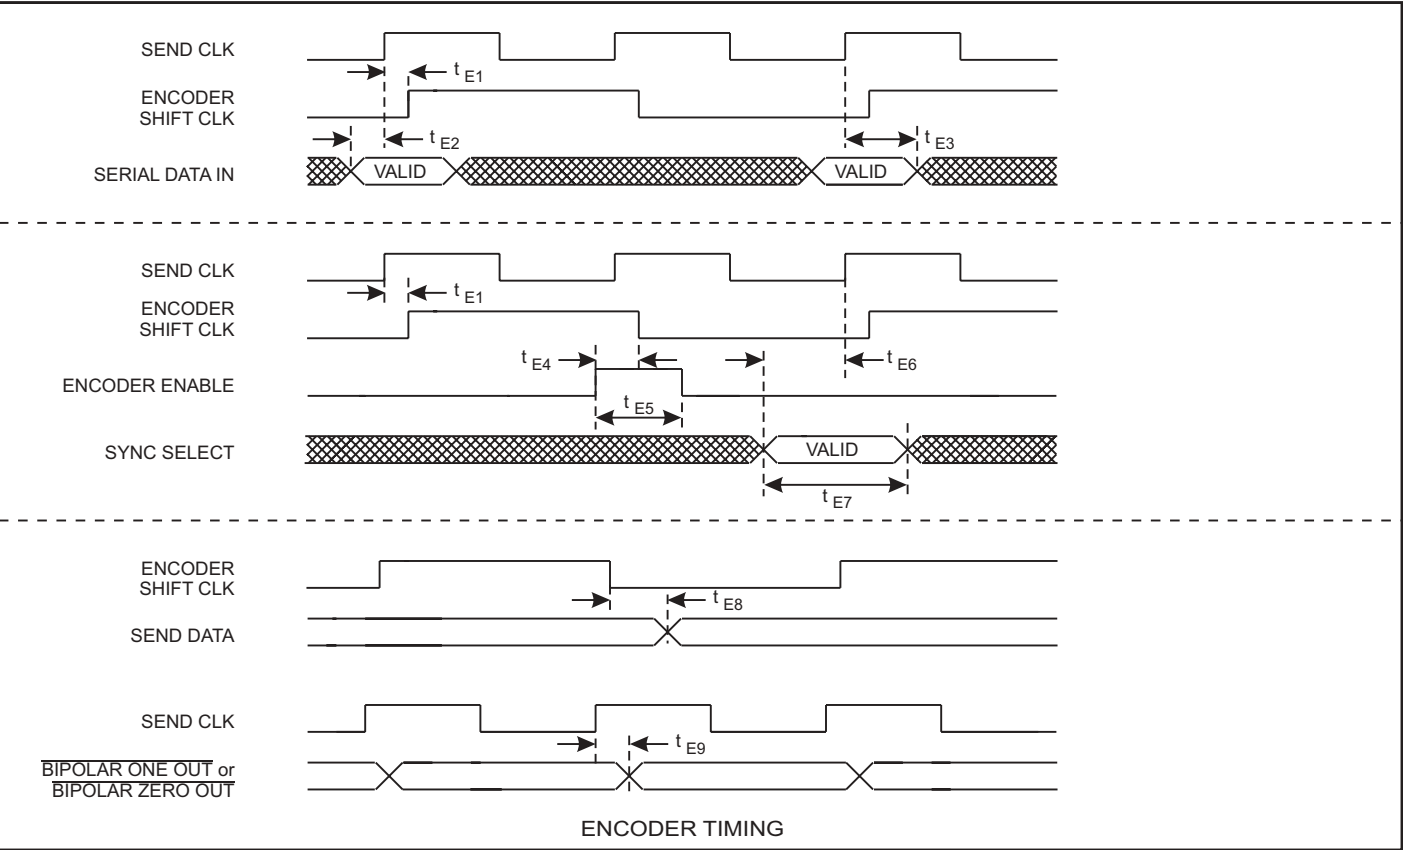 SEND CLK
t E1
ENCODER
SHIFT CLK
t E2
t E3
SERIAL DATA IN
VALID
VALID
SEND CLK
t E1
ENCODER
SHIFT CLK
t E4
t E6
ENCODER ENABLE
t E5
SYNC SELECT
VALID
t E7
ENCODER
SHIFT CLK
t E8
SEND DATA
SEND CLK
t E9
BIPOLAR ONE OUT or
BIPOLAR ZERO OUT
ENCODER TIMING